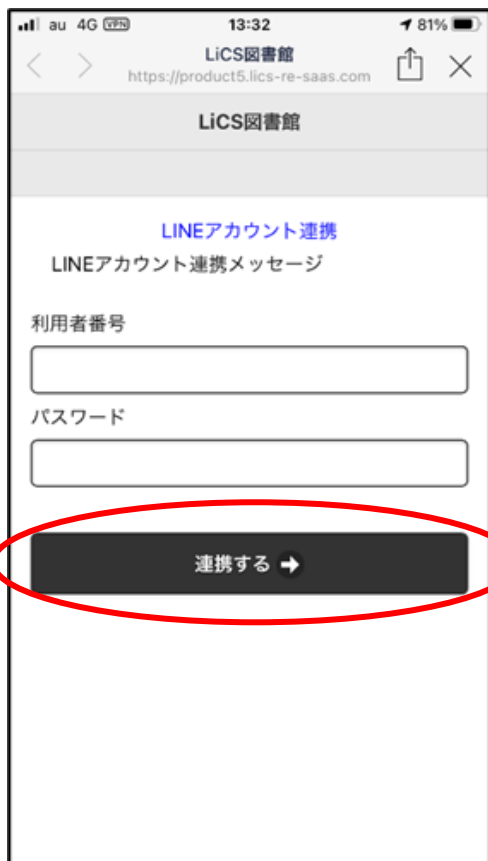 au 4G VPN 13:32 81%
LiCS図書館
https://product5.lics-re-saas.com
LiCS図書館
LINEアカウント連携
LINEアカウント連携メッセージ
利用者番号
パスワード
連携する